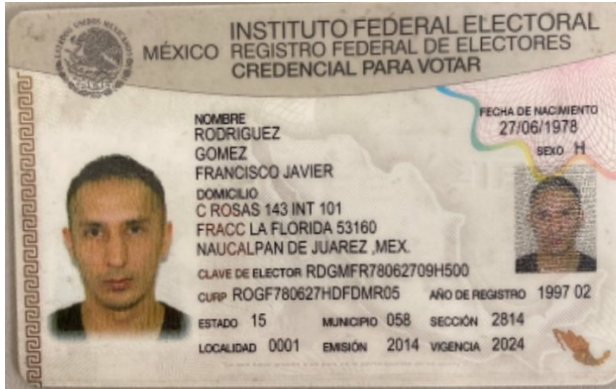 INSTITUTO FEDERAL ELECTORAL
MÉXICO REGISTRO FEDERAL DE ELECTORES
CREDENCIAL PARA VOTAR
NOMBRE
RODRIGUEZ
GOMEZ
FRANCISCO JAVIER
FECHA DE NACIMIENTO
27/06/1978
SEXO H
DOMICILIO
C ROSAS 143 INT 101
FRACC LA FLORIDA 53160
NAUCALPAN DE JUAREZ ,MEX.
CLAVE DE ELECTOR RDGMFR78062709H500
CURP ROGF780627HDFDMR05 AÑO DE REGISTRO 1997 02
ESTADO 15 MUNICIPIO 058 SECCIÓN 2814
LOCALIDAD 0001 EMISIÓN 2014 VIGENCIA 2024